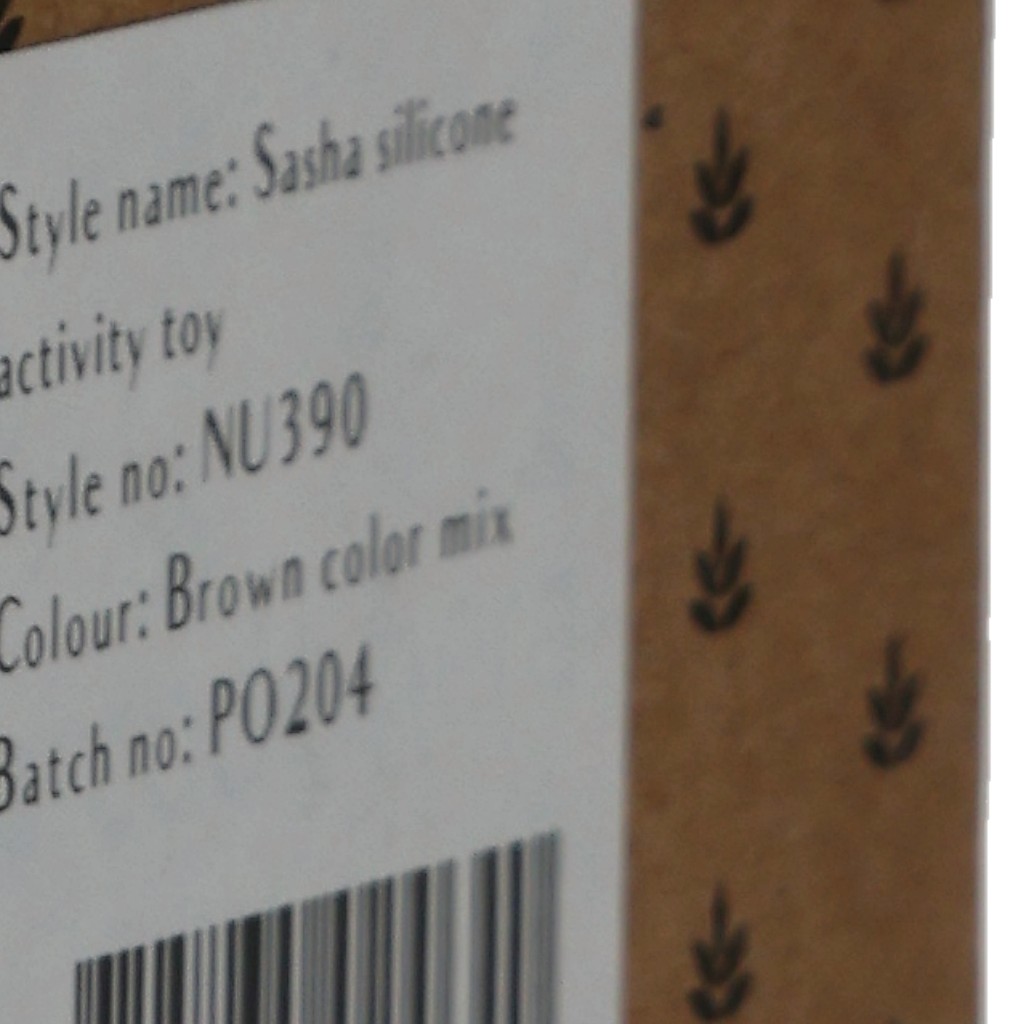 Style name: Sasha silicone
activity toy
Style no: NU390
Colour: Brown color mix
Batch no: PO204